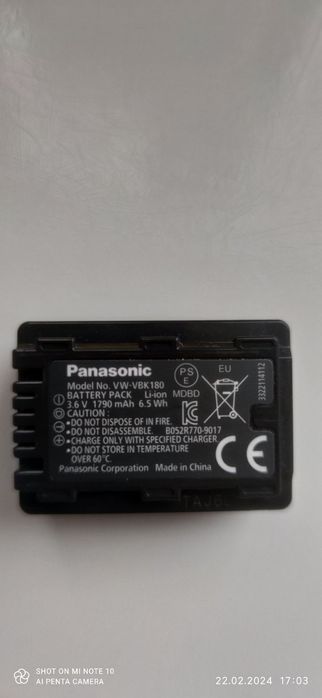 Panasonic
Model No. VW-VBK180
BATTERY PACK Li-ion
3.6 V 1790 mAh 6.5 Wh
CAUTION :
•DO NOT DISPOSE OF IN FIRE.
•DO NOT DISASSEMBLE. B052R770-9017
•CHARGE ONLY WITH SPECIFIED CHARGER.
•DO NOT STORE IN TEMPERATURE
OVER 60°C.
Panasonic Corporation Made in China
PS
E
MDBD
EU
CE
3322114112
SHOT ON MI NOTE 10
AI PENTA CAMERA
22.02.2024 17:03